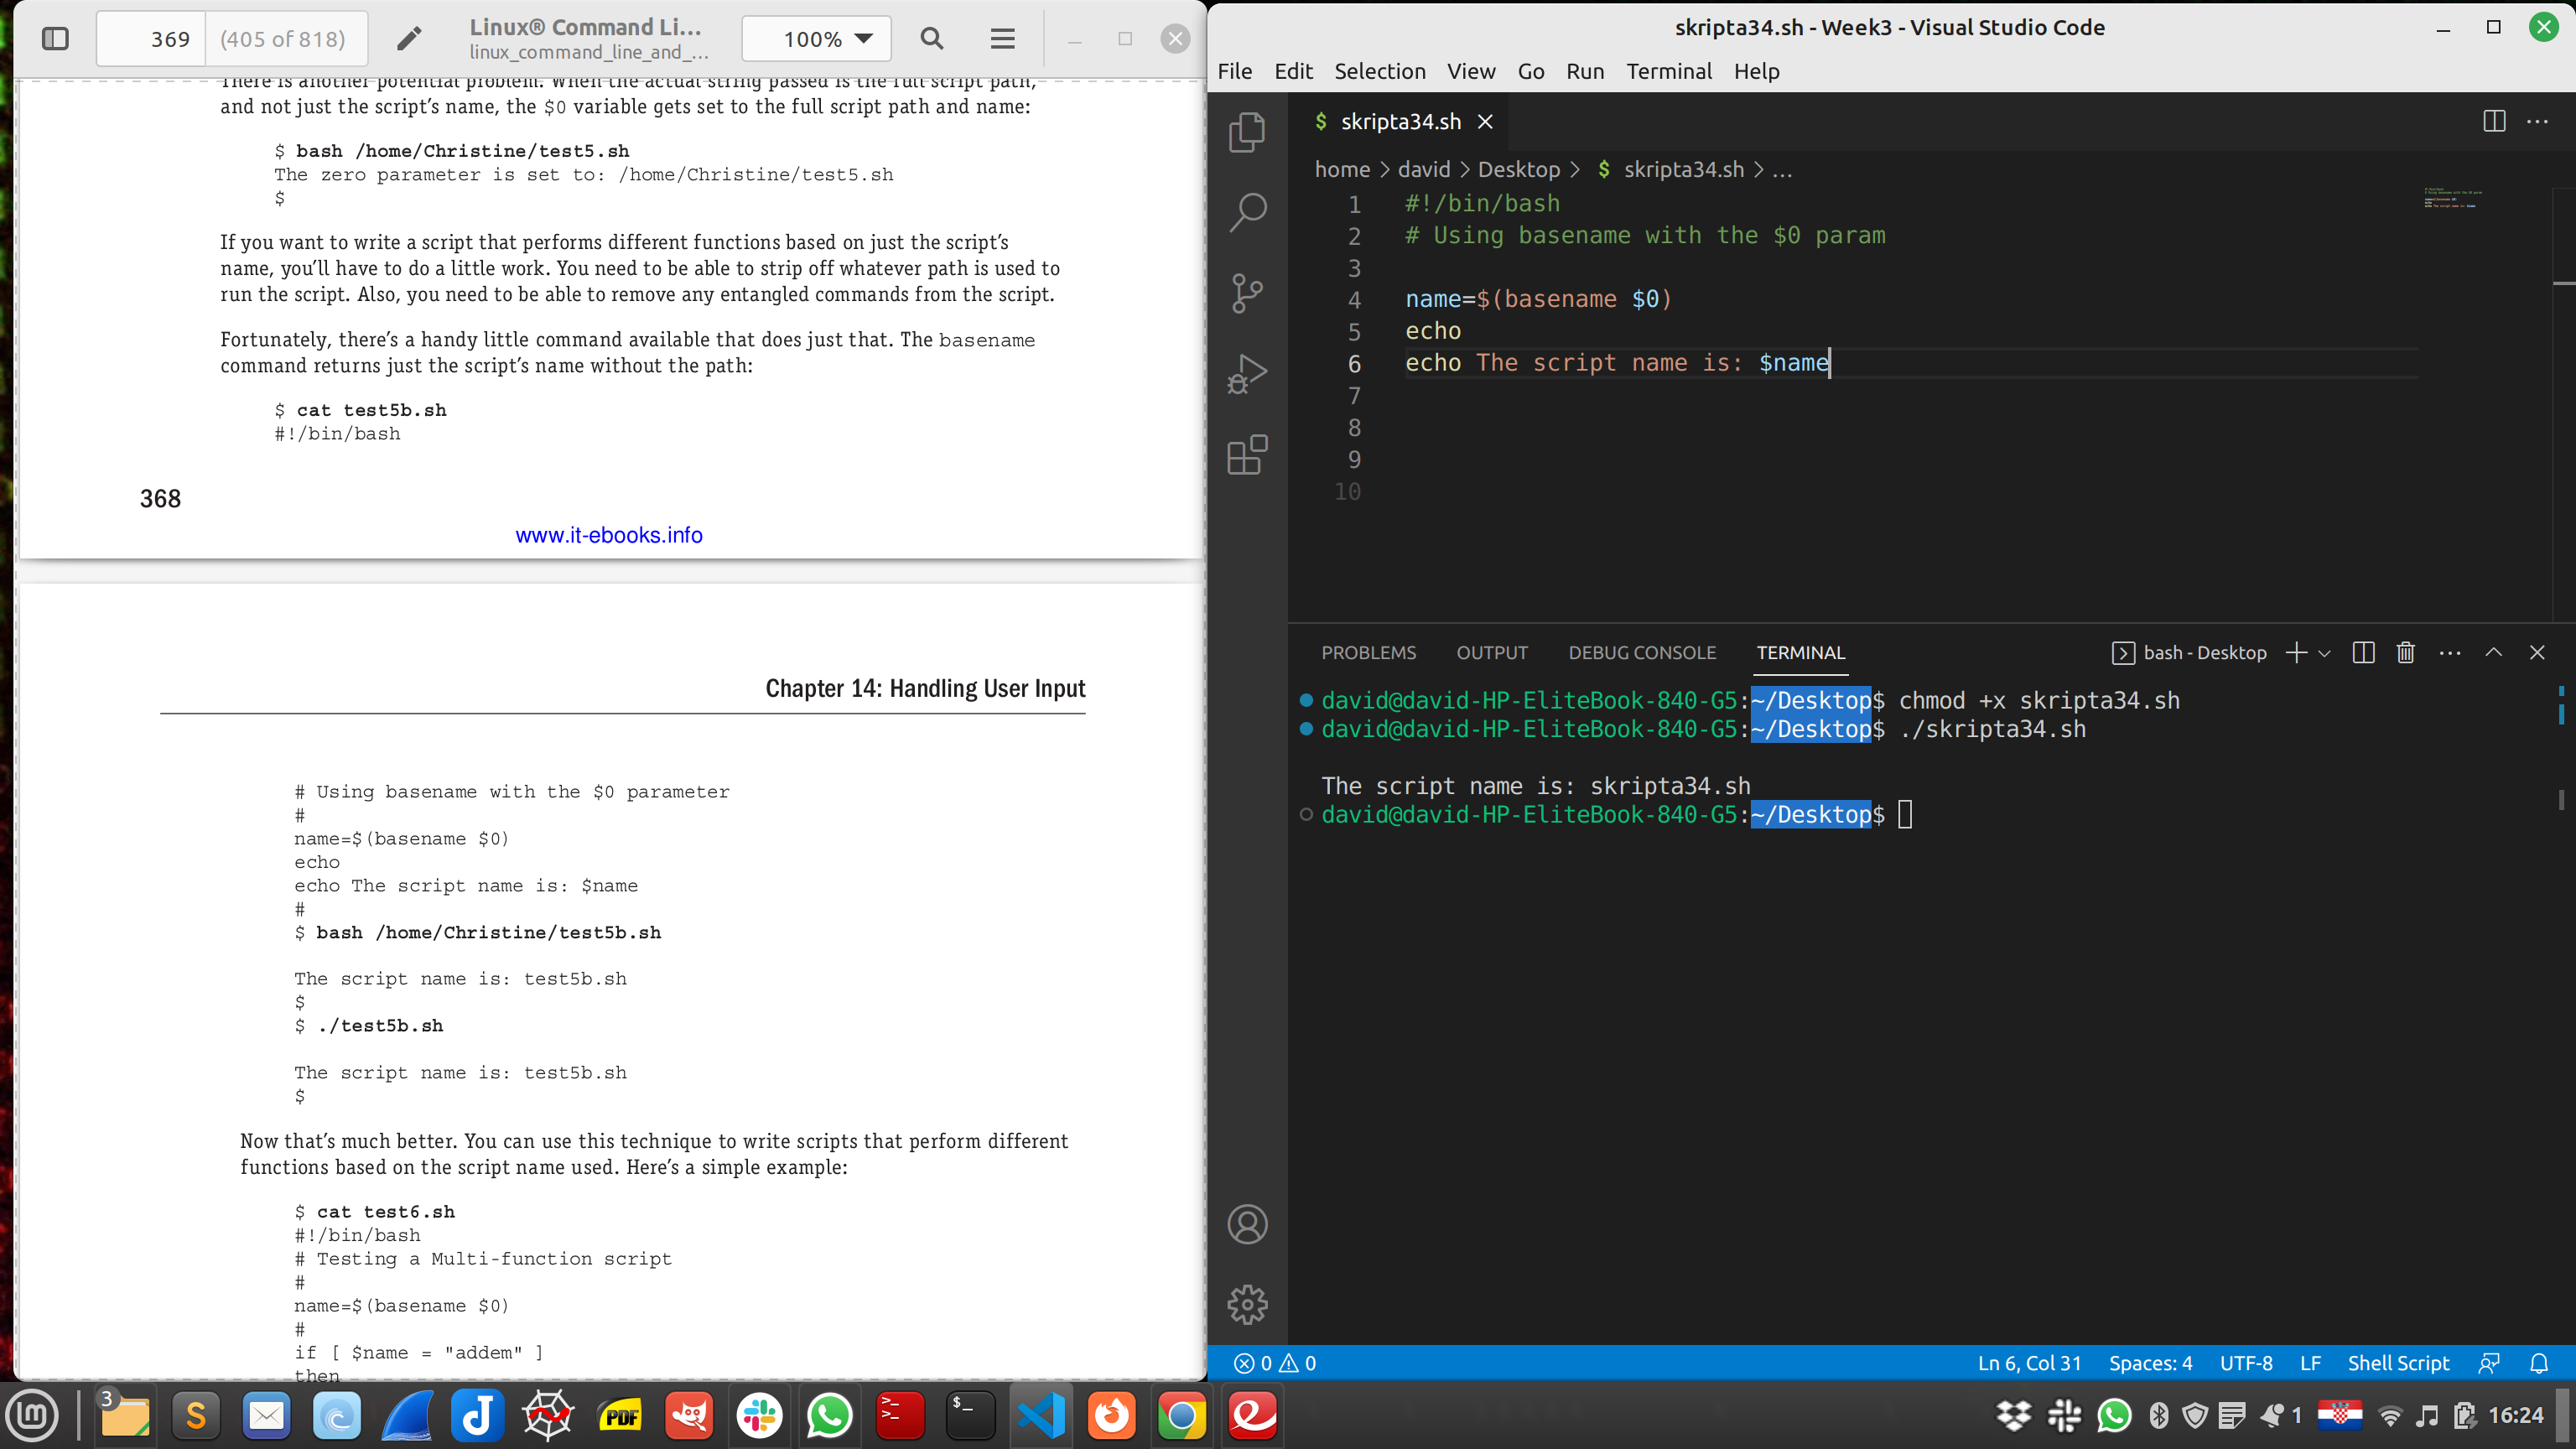 369 (405 of 818)
Linux® Command Li...
linux_command_line_and_...
100%
There is another potential problem. When the actual string passed is the full script path,
and not just the script's name, the $0 variable gets set to the full script path and name:
$ bash /home/Christine/test5.sh
The zero parameter is set to: /home/Christine/test5.sh
$
If you want to write a script that performs different functions based on just the script's
name, you'll have to do a little work. You need to be able to strip off whatever path is used to
run the script. Also, you need to be able to remove any entangled commands from the script.
Fortunately, there's a handy little command available that does just that. The basename
command returns just the script's name without the path:
$ cat test5b.sh
#!/bin/bash
368
www.it-ebooks.info
Chapter 14: Handling User Input
# Using basename with the $0 parameter
#
name=$(basename $0)
echo
echo The script name is: $name
#
$ bash /home/Christine/test5b.sh
The script name is: test5b.sh
$
$ ./test5b.sh
The script name is: test5b.sh
$
Now that's much better. You can use this technique to write scripts that perform different
functions based on the script name used. Here's a simple example:
$ cat test6.sh
#!/bin/bash
# Testing a Multi-function script
#
name=$(basename $0)
#
if [ $name = "addem" ]
then
skripta34.sh - Week3 - Visual Studio Code
File Edit Selection View Go Run Terminal Help
$ skripta34.sh
home > david > Desktop > $ skripta34.sh > ...
1 #!/bin/bash
2 # Using basename with the $0 param
3
4 name=$(basename $0)
5 echo
6 echo The script name is: $name
7
8
9
10
PROBLEMS OUTPUT DEBUG CONSOLE TERMINAL
bash - Desktop
david@david-HP-EliteBook-840-G5:~/Desktop$ chmod +x skripta34.sh
david@david-HP-EliteBook-840-G5:~/Desktop$ ./skripta34.sh
The script name is: skripta34.sh
david@david-HP-EliteBook-840-G5:~/Desktop$
0 0
Ln 6, Col 31 Spaces: 4 UTF-8 LF Shell Script
3
S
J
PDF
$_
1
16:24